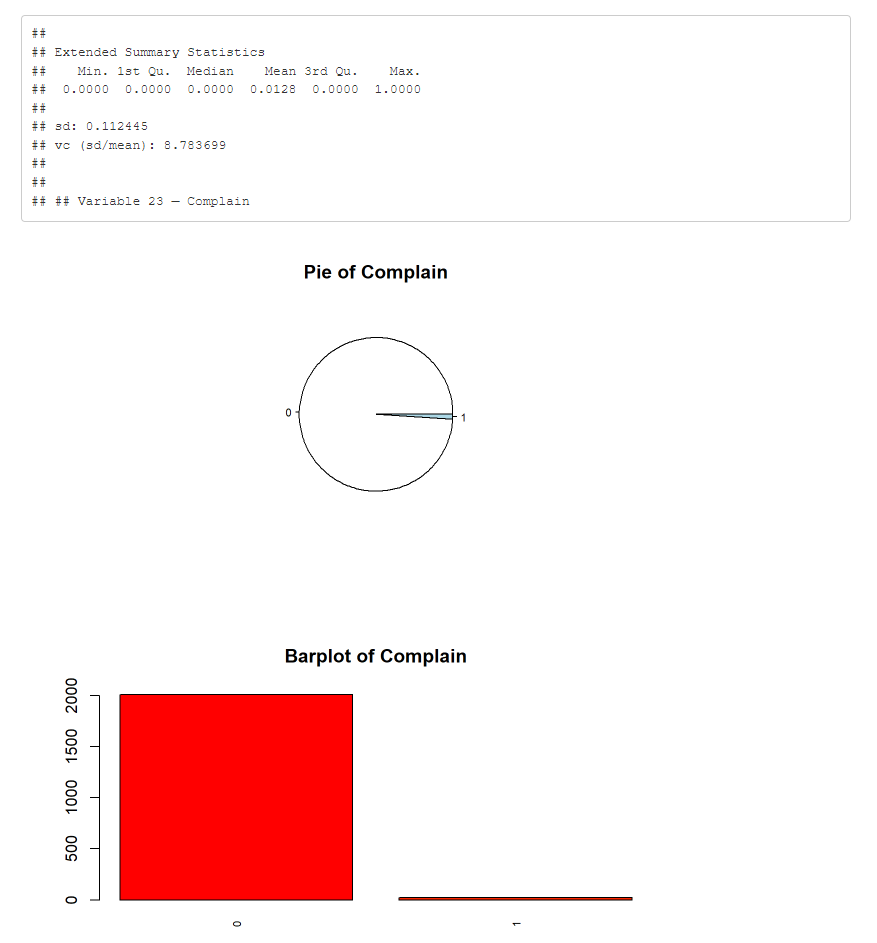 ##
## Extended Summary Statistics
##    Min. 1st Qu.  Median    Mean 3rd Qu.    Max.
##  0.0000  0.0000  0.0000  0.0128  0.0000  1.0000
##
## sd: 0.112445
## vc (sd/mean): 8.783699
##
##
## ## Variable 23 — Complain
Pie of Complain
0
1
Barplot of Complain
2000
1500
1000
500
0
0
1